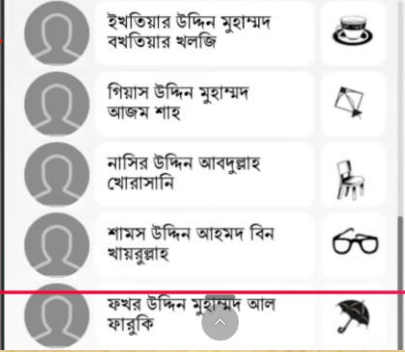 ইখতিয়ার উদ্দিন মুহাম্মদ
বখতিয়ার খলজি
গিয়াস উদ্দিন মুহাম্মদ
আজম শাহ
নাসির উদ্দিন আবদুল্লাহ
খোরাসানি
শামস উদ্দিন আহমদ বিন
খায়রুল্লাহ
ফখর উদ্দিন মুহাম্মদ আল
ফারুকি